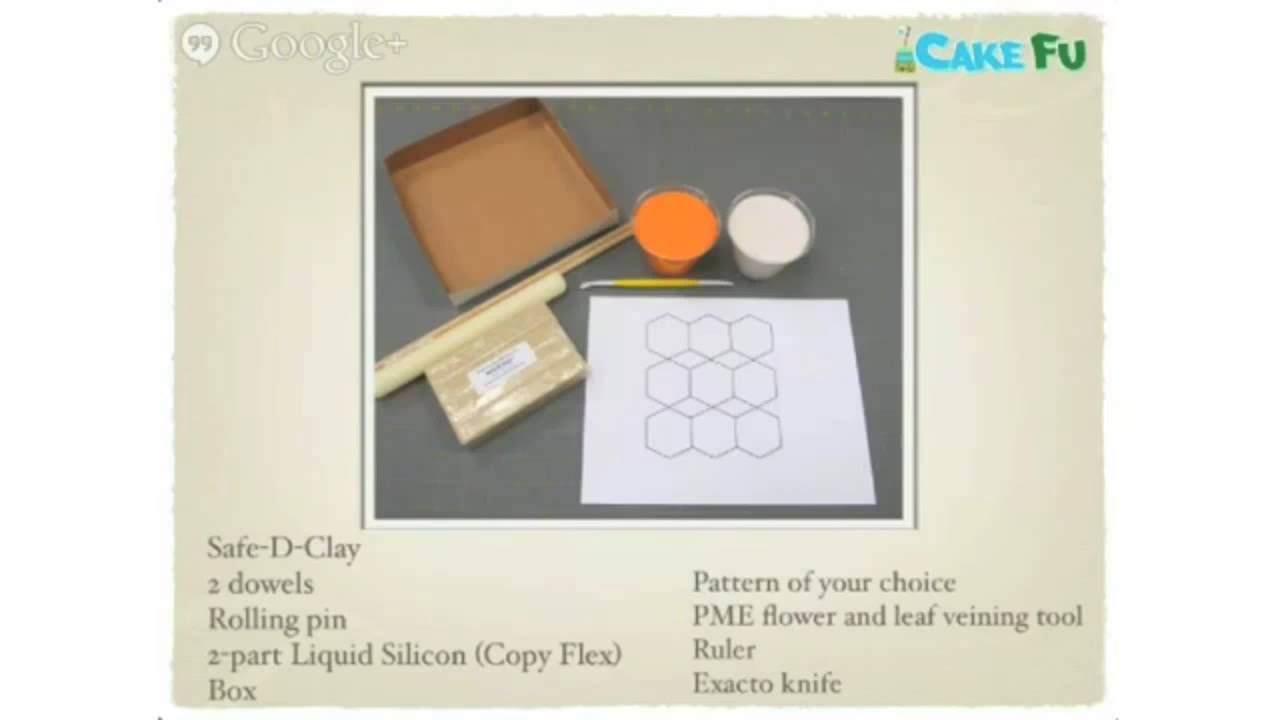 99 Google+
CAKE FU
Safe-D-Clay
2 dowels
Rolling pin
2-part Liquid Silicon (Copy Flex)
Box
Pattern of your choice
PME flower and leaf veining tool
Ruler
Exacto knife